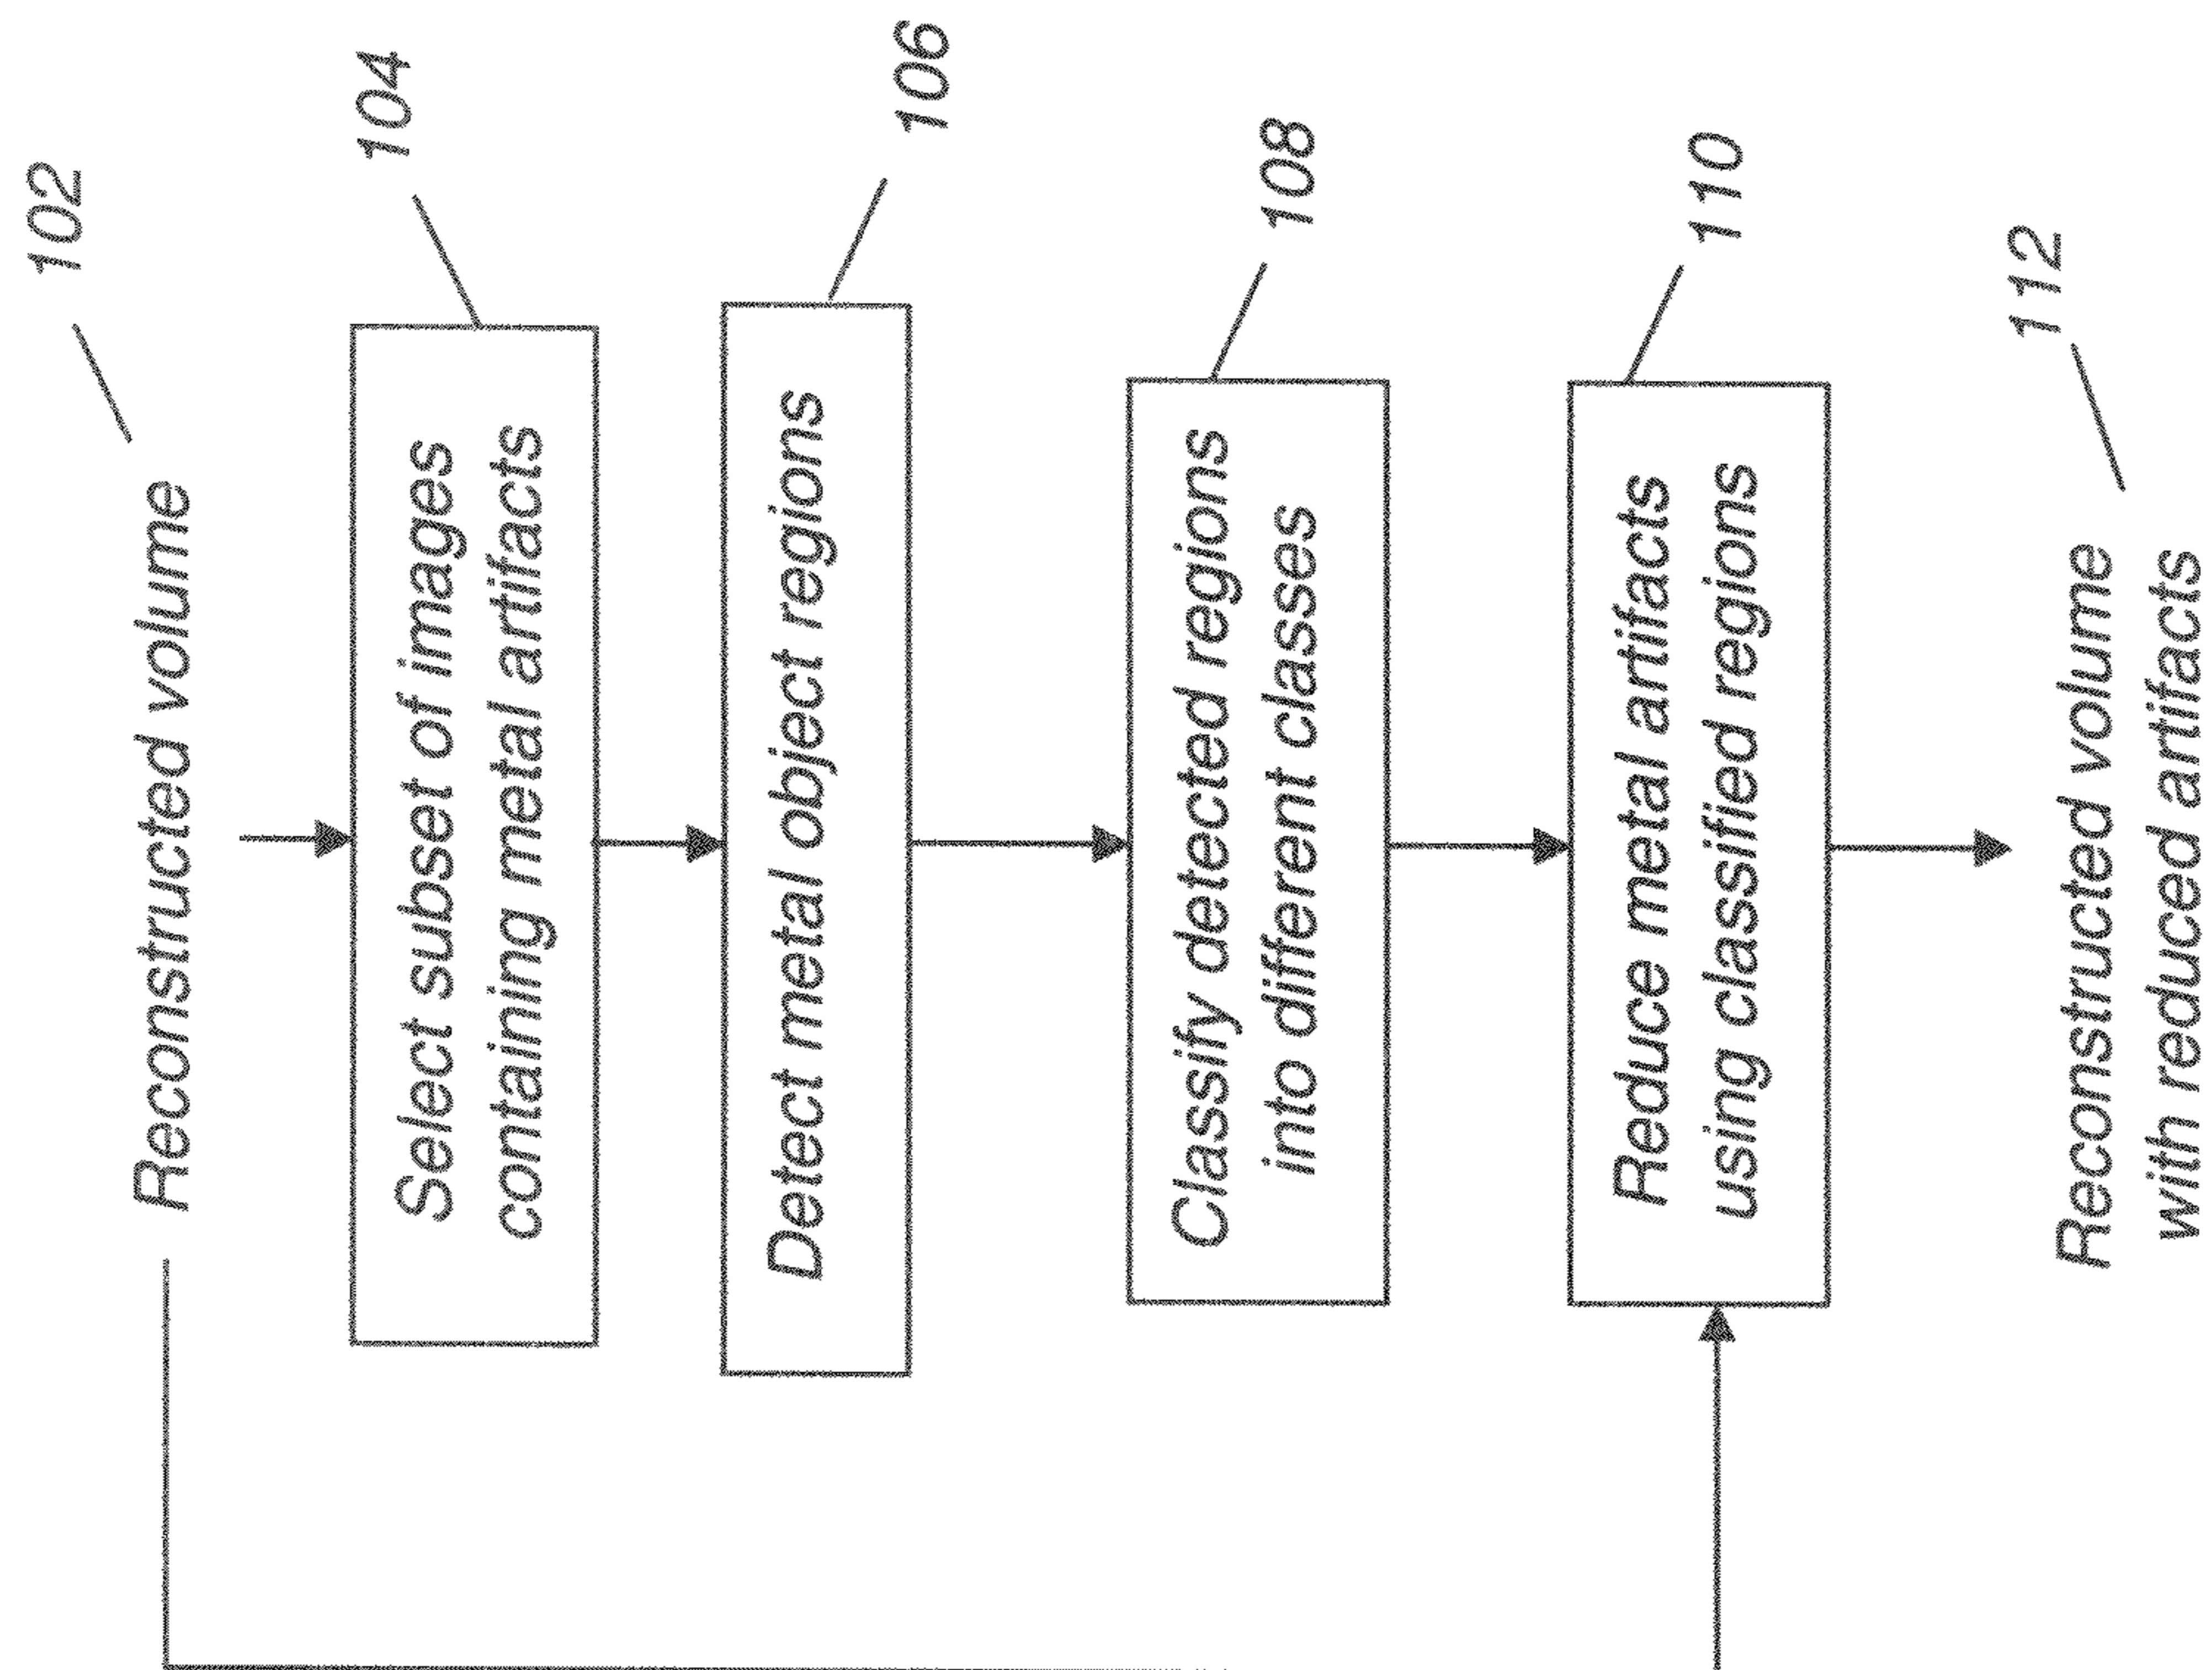 102
Reconstructed volume
104
Select subset of images
containing metal artifacts
106
Detect metal object regions
108
Classify detected regions
into different classes
110
Reduce metal artifacts
using classified regions
112
Reconstructed volume
with reduced artifacts